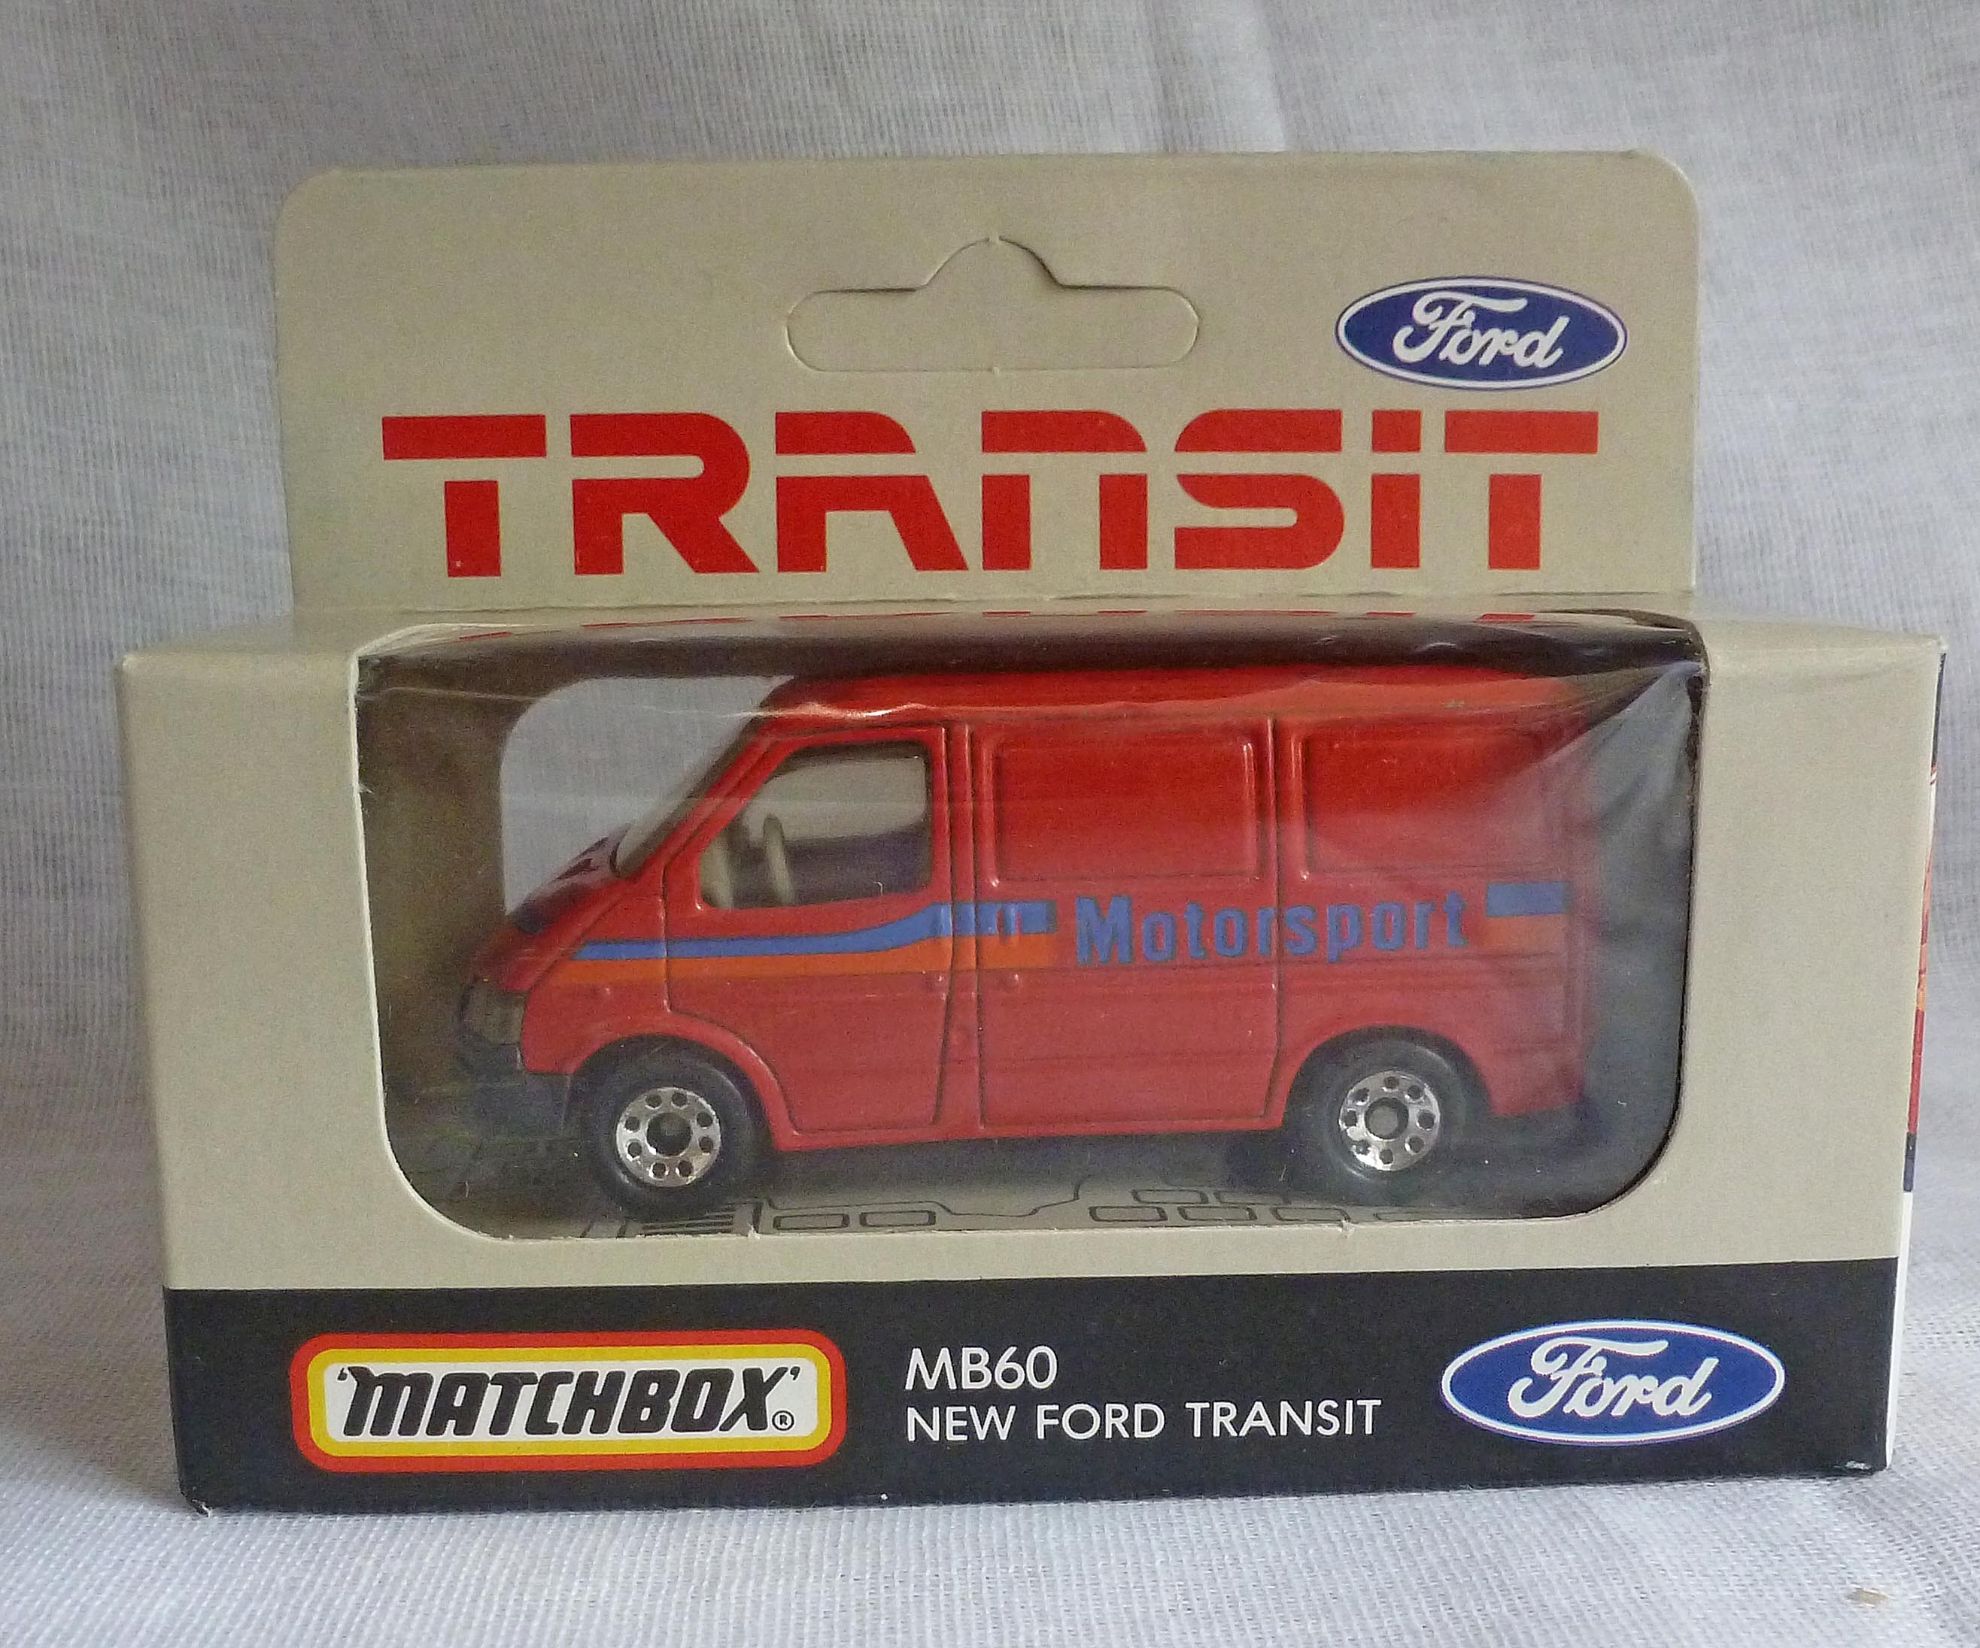 Ford
TRANSIT
Motorsport
'MATCHBOX'®
MB60
NEW FORD TRANSIT
Ford